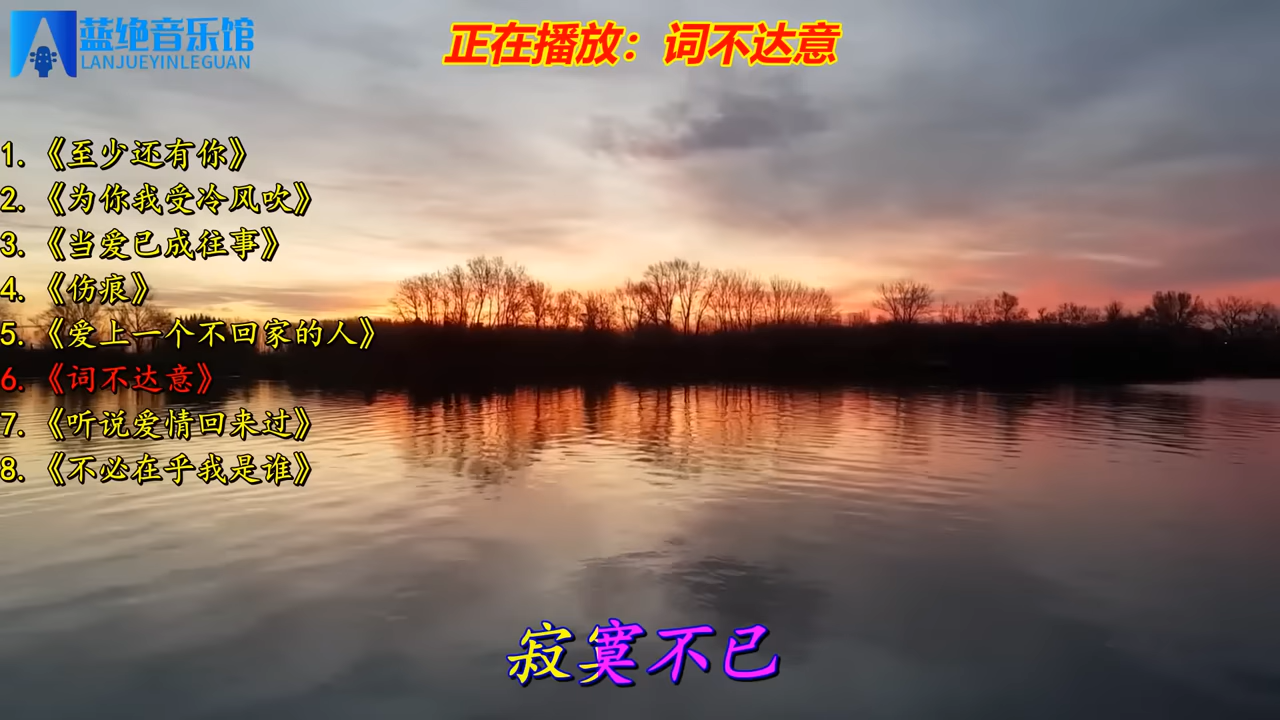 蓝绝音乐馆
LANJUEYINLEGUAN
正在播放：词不达意
1.《至少还有你》
2.《为你我受冷风吹》
3.《当爱已成往事》
4.《伤痕》
5.《爱上一个不回家的人》
6.《词不达意》
7.《听说爱情回来过》
8.《不必在乎我是谁》
寂寞不已